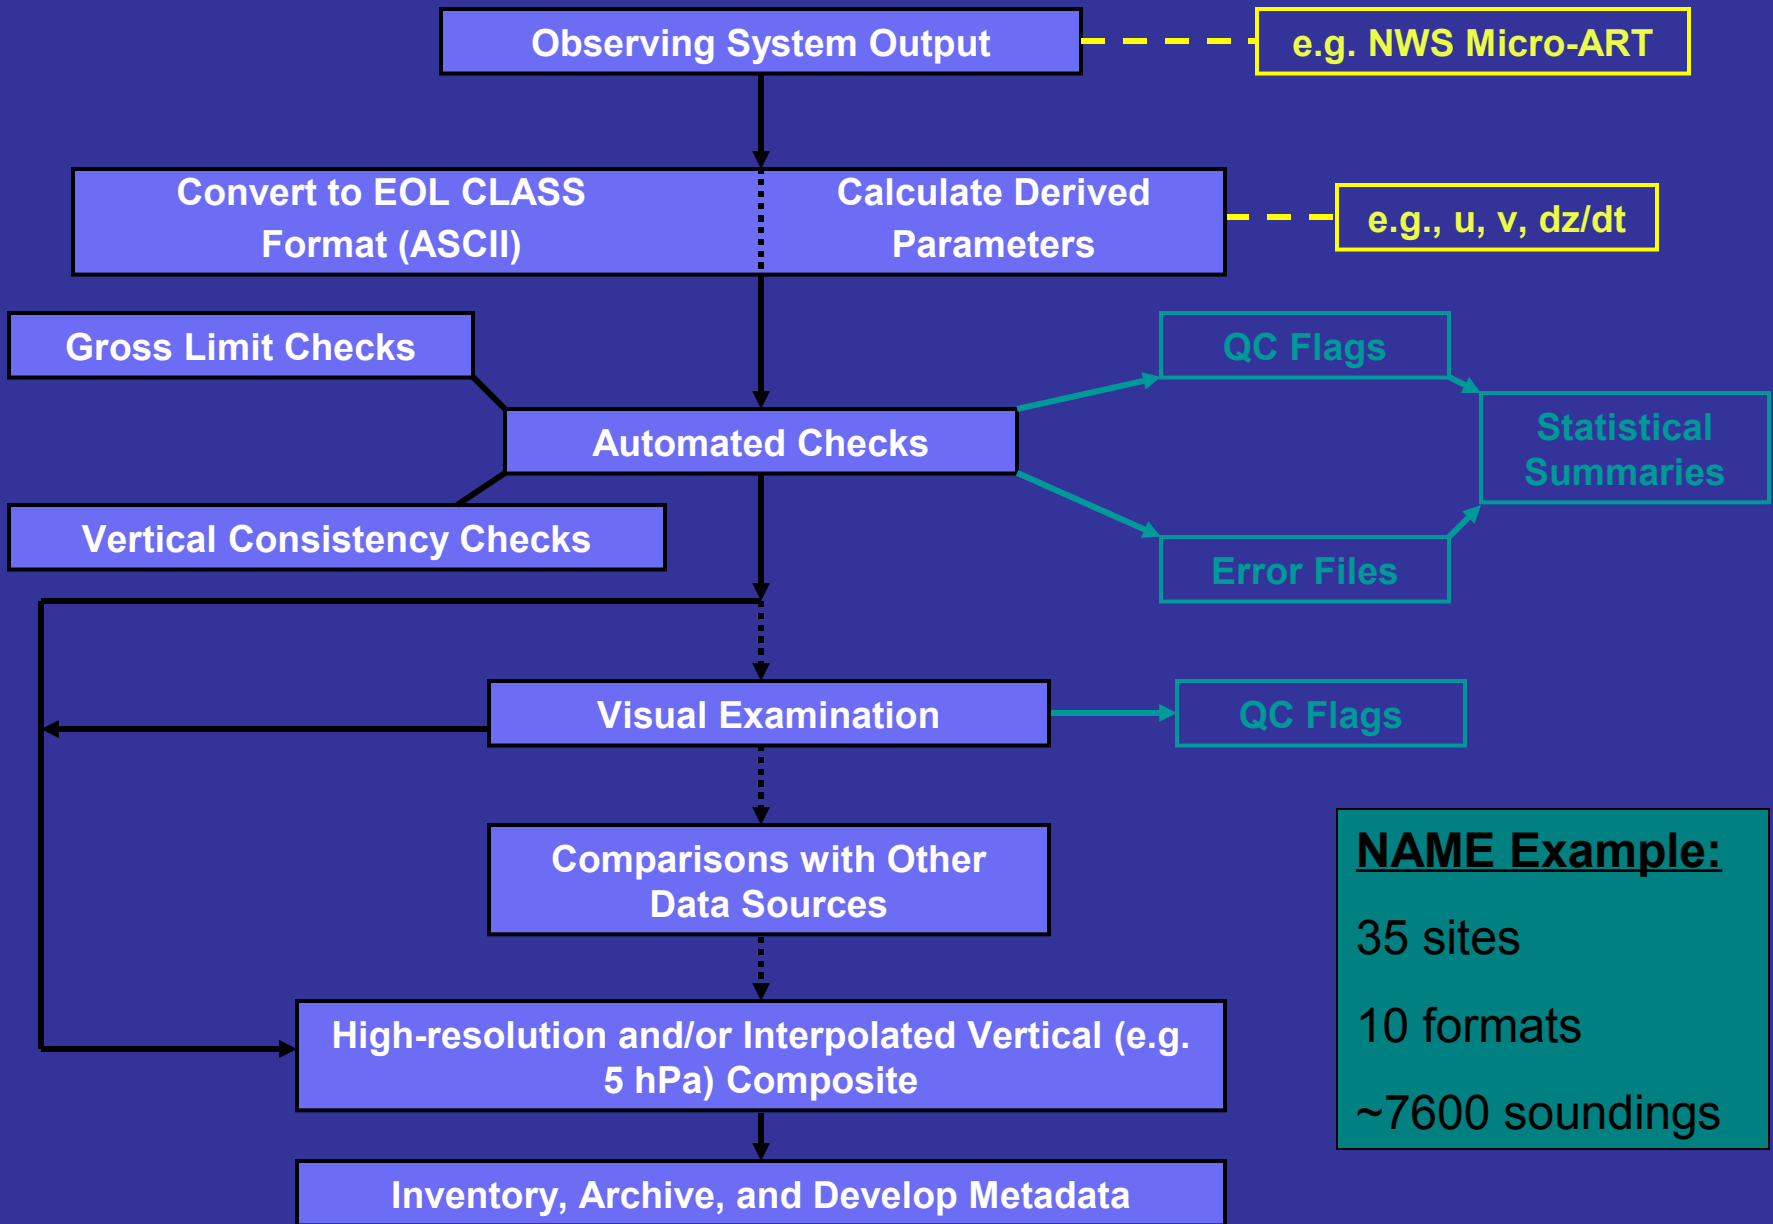 Observing System Output
e.g. NWS Micro-ART
Convert to EOL CLASS
Format (ASCII)
Calculate Derived
Parameters
e.g., u, v, dz/dt
Gross Limit Checks
QC Flags
Automated Checks
Statistical
Summaries
Vertical Consistency Checks
Error Files
Visual Examination
QC Flags
Comparisons with Other
Data Sources
NAME Example:
35 sites
10 formats
~7600 soundings
High-resolution and/or Interpolated Vertical (e.g.
5 hPa) Composite
Inventory, Archive, and Develop Metadata